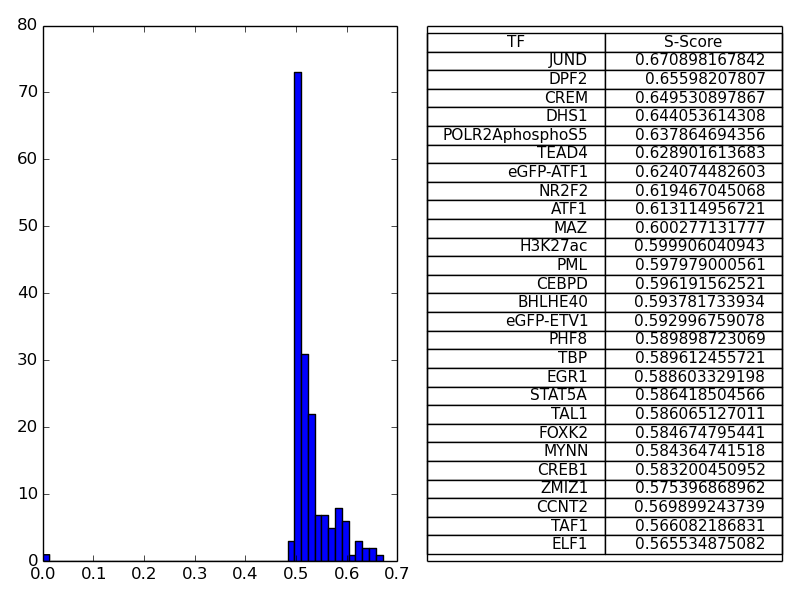 80
70
60
50
40
30
20
10
0
0.0 0.1 0.2 0.3 0.4 0.5 0.6 0.7
TF S-Score
JUND 0.670898167842
DPF2 0.65598207807
CREM 0.649530897867
DHS1 0.644053614308
POLR2AphosphoS5 0.637864694356
TEAD4 0.628901613683
eGFP-ATF1 0.624074482603
NR2F2 0.619467045068
ATF1 0.613114956721
MAZ 0.600277131777
H3K27ac 0.599906040943
PML 0.597979000561
CEBPD 0.596191562521
BHLHE40 0.593781733934
eGFP-ETV1 0.592996759078
PHF8 0.589898723069
TBP 0.589612455721
EGR1 0.588603329198
STAT5A 0.586418504566
TAL1 0.586065127011
FOXK2 0.584674795441
MYNN 0.584364741518
CREB1 0.583200450952
ZMIZ1 0.575396868962
CCNT2 0.569899243739
TAF1 0.566082186831
ELF1 0.565534875082